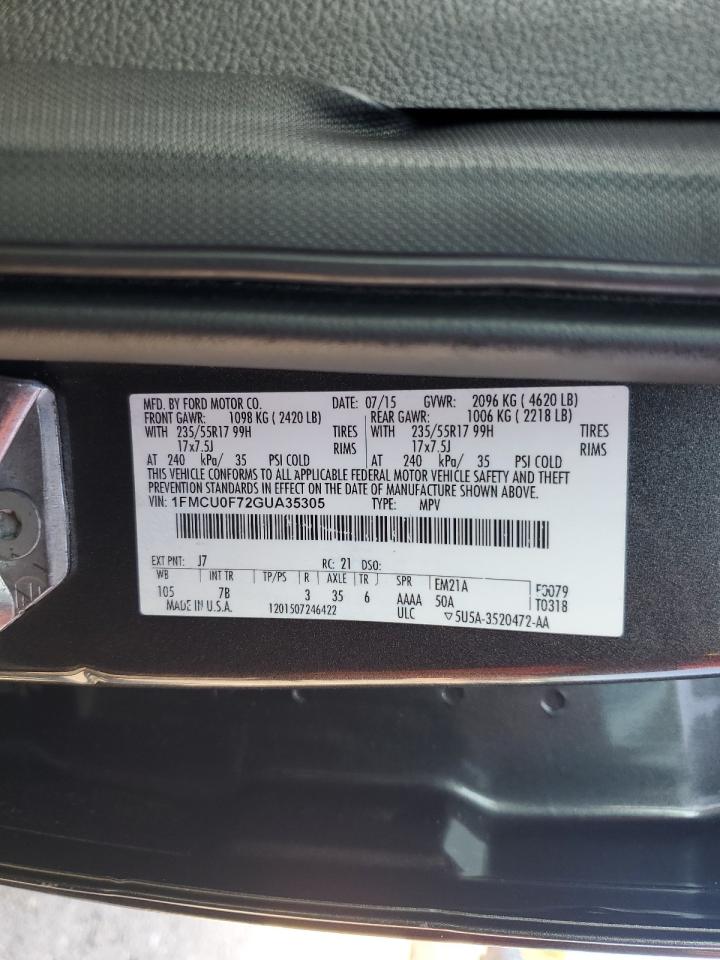 MFD. BY FORD MOTOR CO. DATE: 07/15 GVWR: 2096 KG ( 4620 LB)
FRONT GAWR: 1098 KG ( 2420 LB) REAR GAWR: 1006 KG ( 2218 LB)
WITH 235/55R17 99H TIRES WITH 235/55R17 99H TIRES
17x7.5J RIMS 17x7.5J RIMS
AT 240 kPa/ 35 PSI COLD AT 240 kPa/ 35 PSI COLD
THIS VEHICLE CONFORMS TO ALL APPLICABLE FEDERAL MOTOR VEHICLE SAFETY AND THEFT
PREVENTION STANDARDS IN EFFECT ON THE DATE OF MANUFACTURE SHOWN ABOVE.
VIN: 1FMCU0F72GUA35305 TYPE: MPV
EXT PNT: J7 RC: 21 DSO:
WB INT TR TP/PS R AXLE TR SPR EM21A F0079
105 7B 3 35 6 AAAA 50A T0318
MADE IN U.S.A. 1201507246422 ULC ▽5U5A-3520472-AA